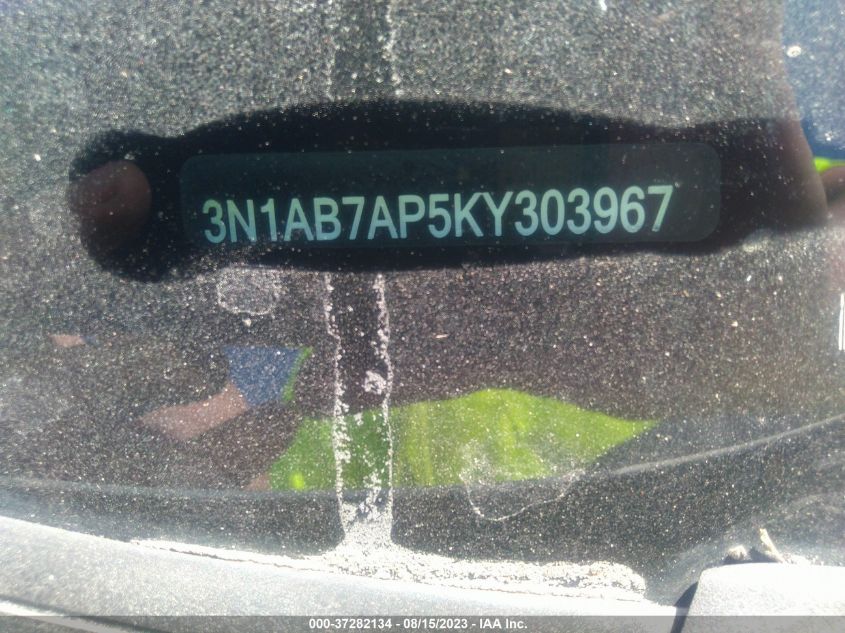 3N1AB7AP5KY303967
000-37282134 - 08/15/2023 - IAA Inc.